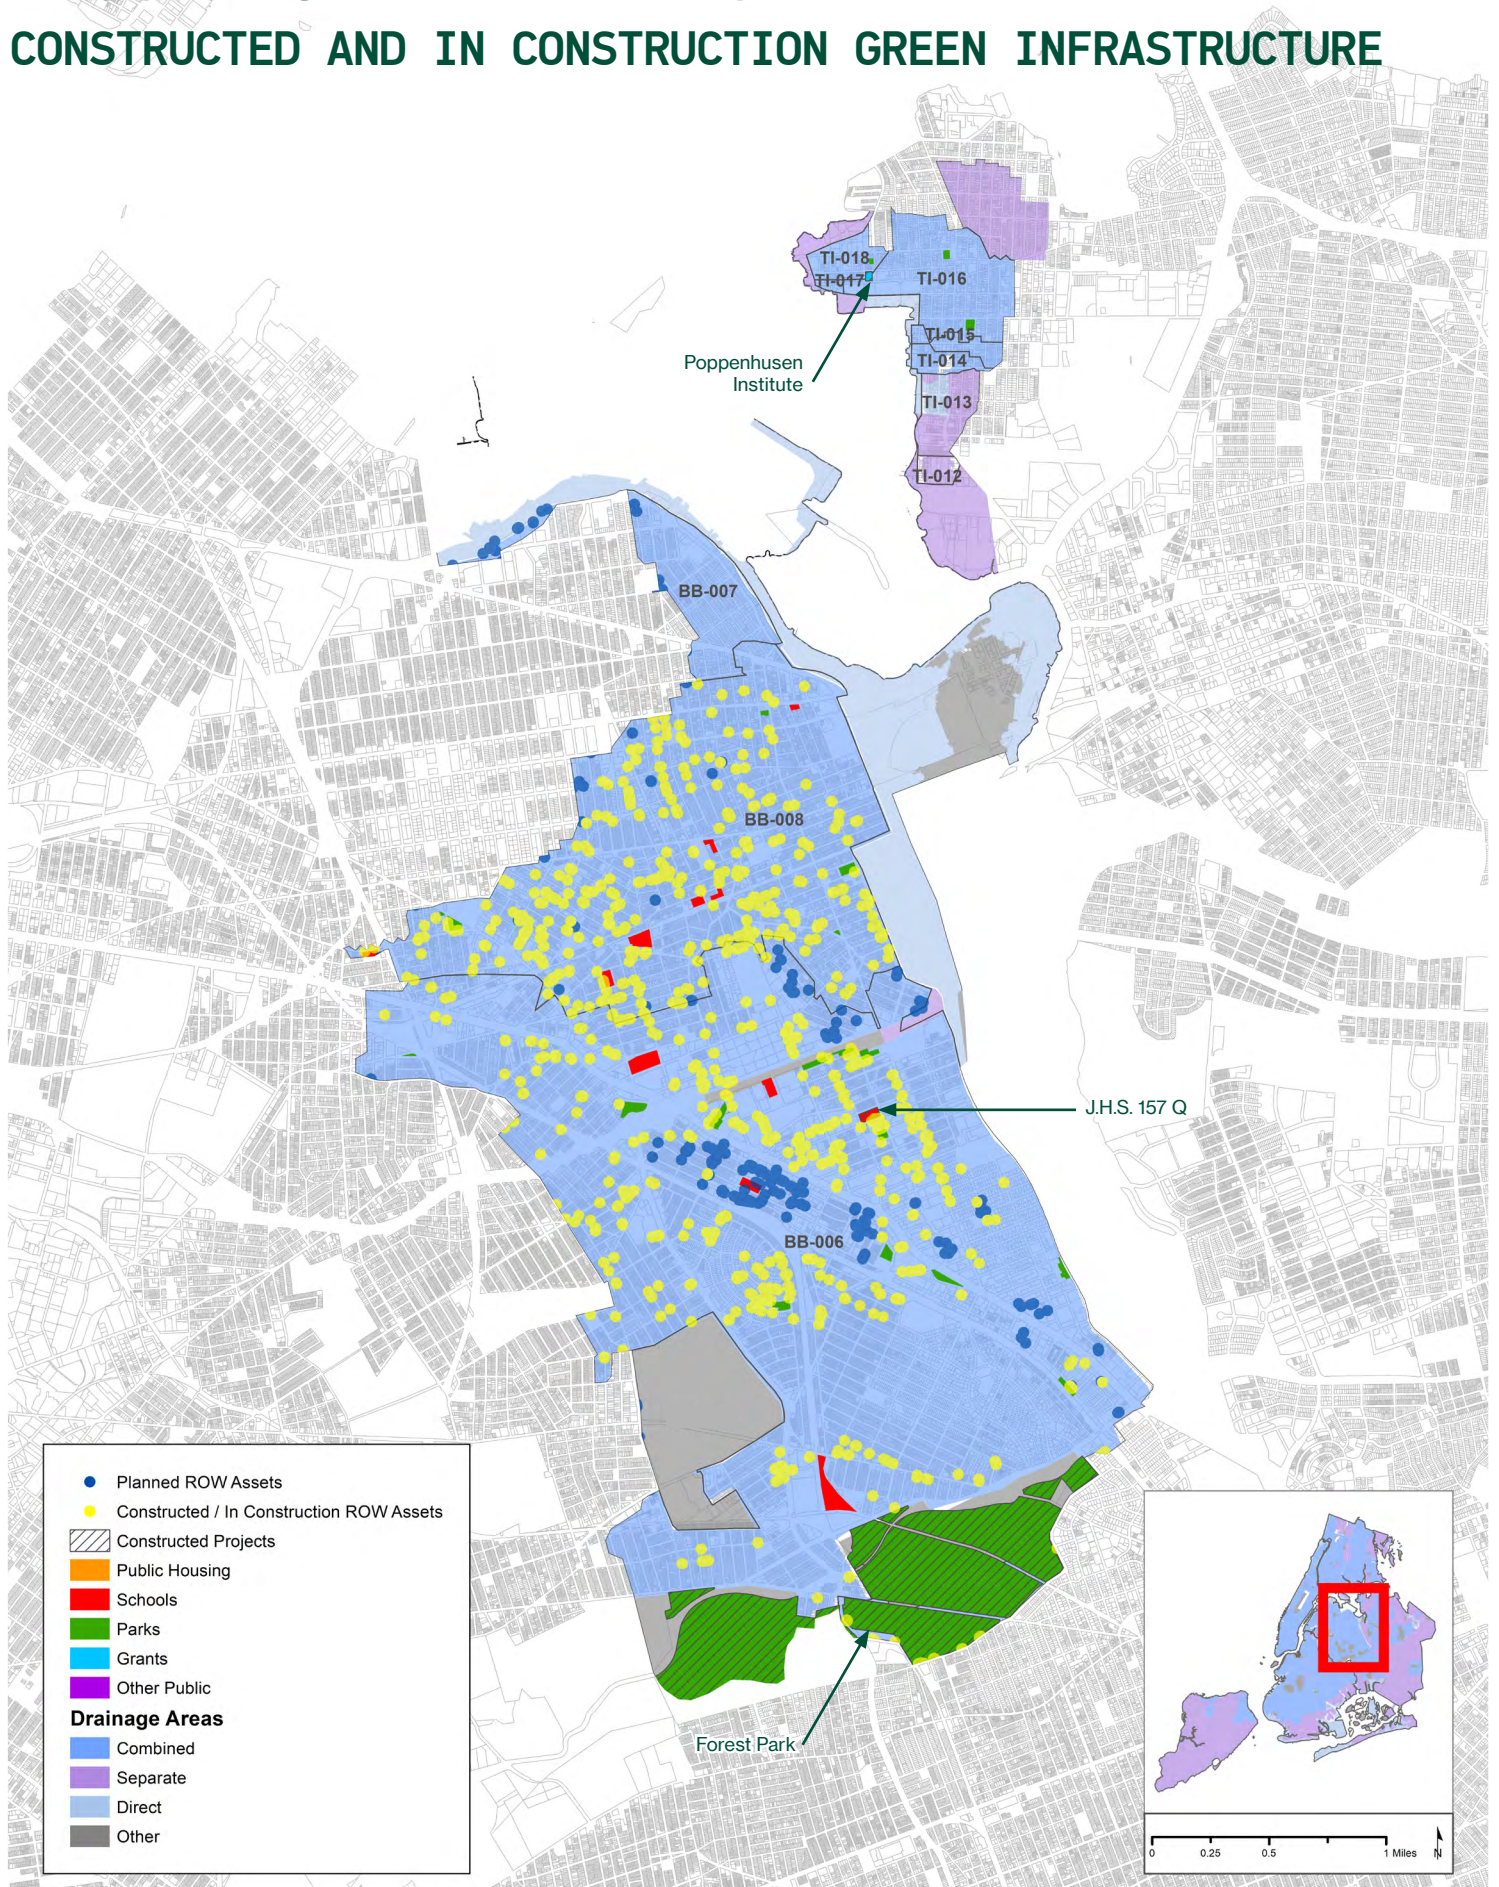 CONSTRUCTED AND IN CONSTRUCTION GREEN INFRASTRUCTURE
TI-018
TI-017
TI-016
TI-015
TI-014
TI-013
TI-012
Poppenhusen
Institute
BB-007
BB-008
J.H.S. 157 Q
BB-006
Forest Park
Planned ROW Assets
Constructed / In Construction ROW Assets
Constructed Projects
Public Housing
Schools
Parks
Grants
Other Public
Drainage Areas
Combined
Separate
Direct
Other
0 0.25 0.5 1 Miles
N